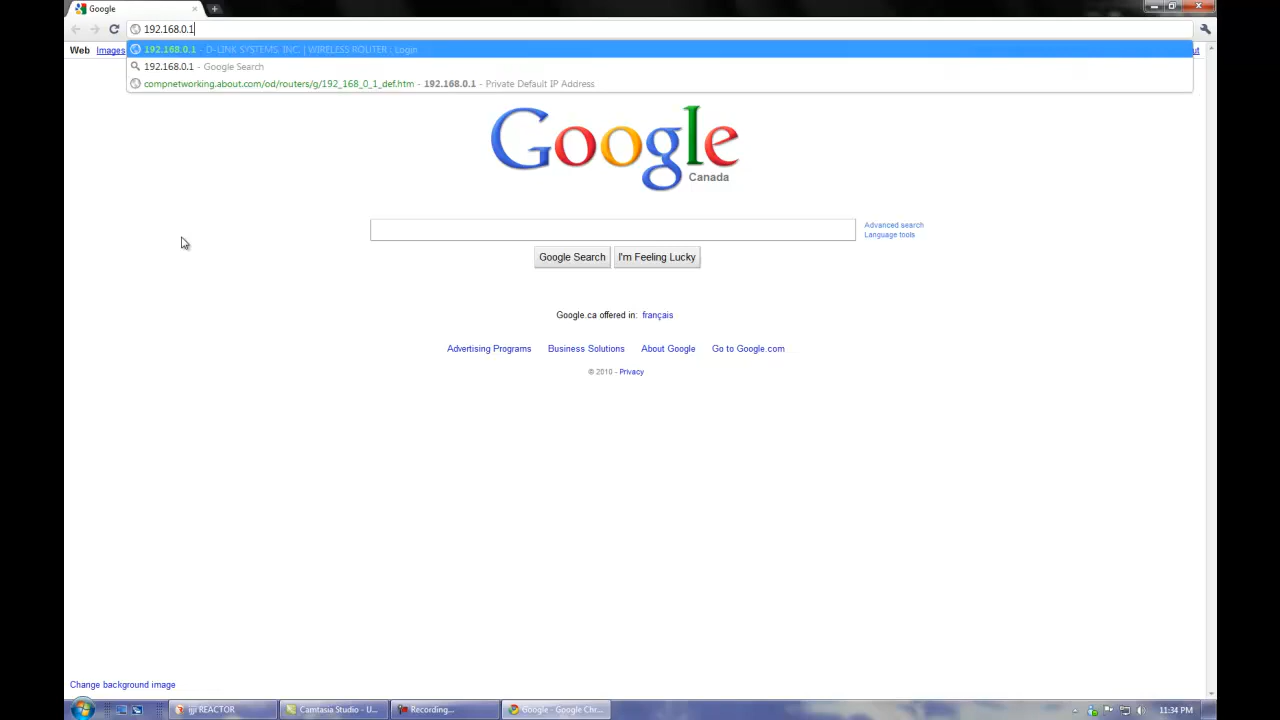 Google
192.168.0.1
Web Images
192.168.0.1 - D-LINK SYSTEMS, INC. | WIRELESS ROUTER : Login
192.168.0.1 - Google Search
compnetworking.about.com/od/routers/g/192_168_0_1_def.htm - 192.168.0.1 - Private Default IP Address
Google
Canada
Advanced search
Language tools
Google Search
I'm Feeling Lucky
Google.ca offered in: français
Advertising Programs
Business Solutions
About Google
Go to Google.com
© 2010 - Privacy
Change background image
ijji REACTOR
Camtasia Studio - U...
Recording...
Google - Google Chr...
11:34 PM